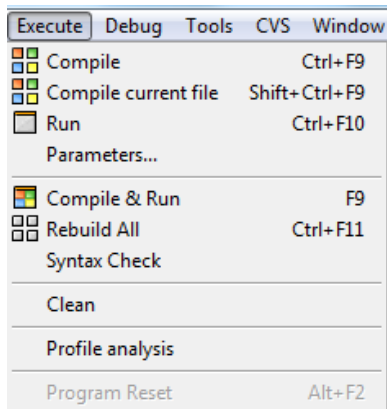 Execute Debug Tools CVS Window
Compile Ctrl+F9
Compile current file Shift+Ctrl+F9
Run Ctrl+F10
Parameters...
Compile & Run F9
Rebuild All Ctrl+F11
Syntax Check
Clean
Profile analysis
Program Reset Alt+F2